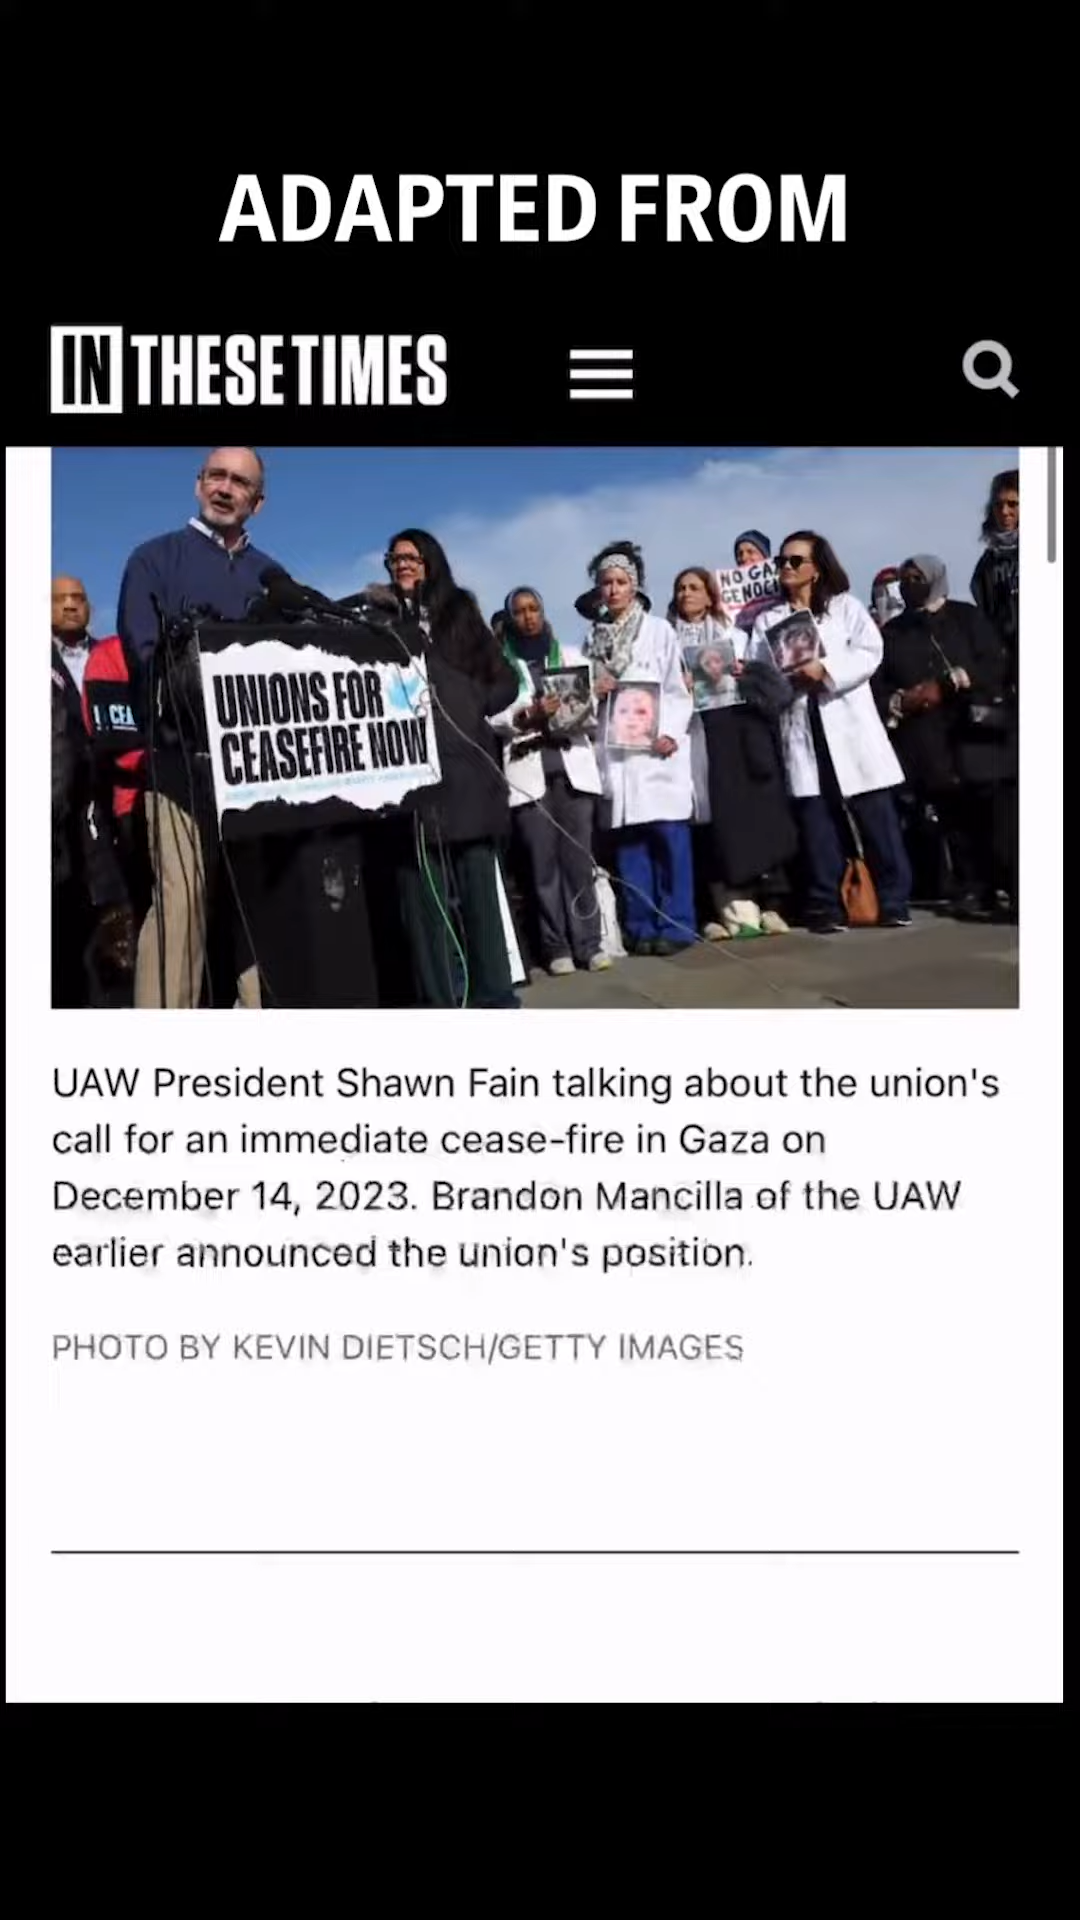 ADAPTED FROM
IN THESE TIMES
NO GA
GENOCI
UNIONS FOR
CEASEFIRE NOW
CEA
UAW President Shawn Fain talking about the union's
call for an immediate cease-fire in Gaza on
December 14, 2023. Brandon Mancilla of the UAW
earlier announced the union's position.
PHOTO BY KEVIN DIETSCH/GETTY IMAGES